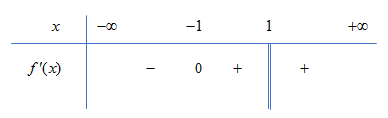 x −∞ −1 1 +∞
f'(x) − 0 + +